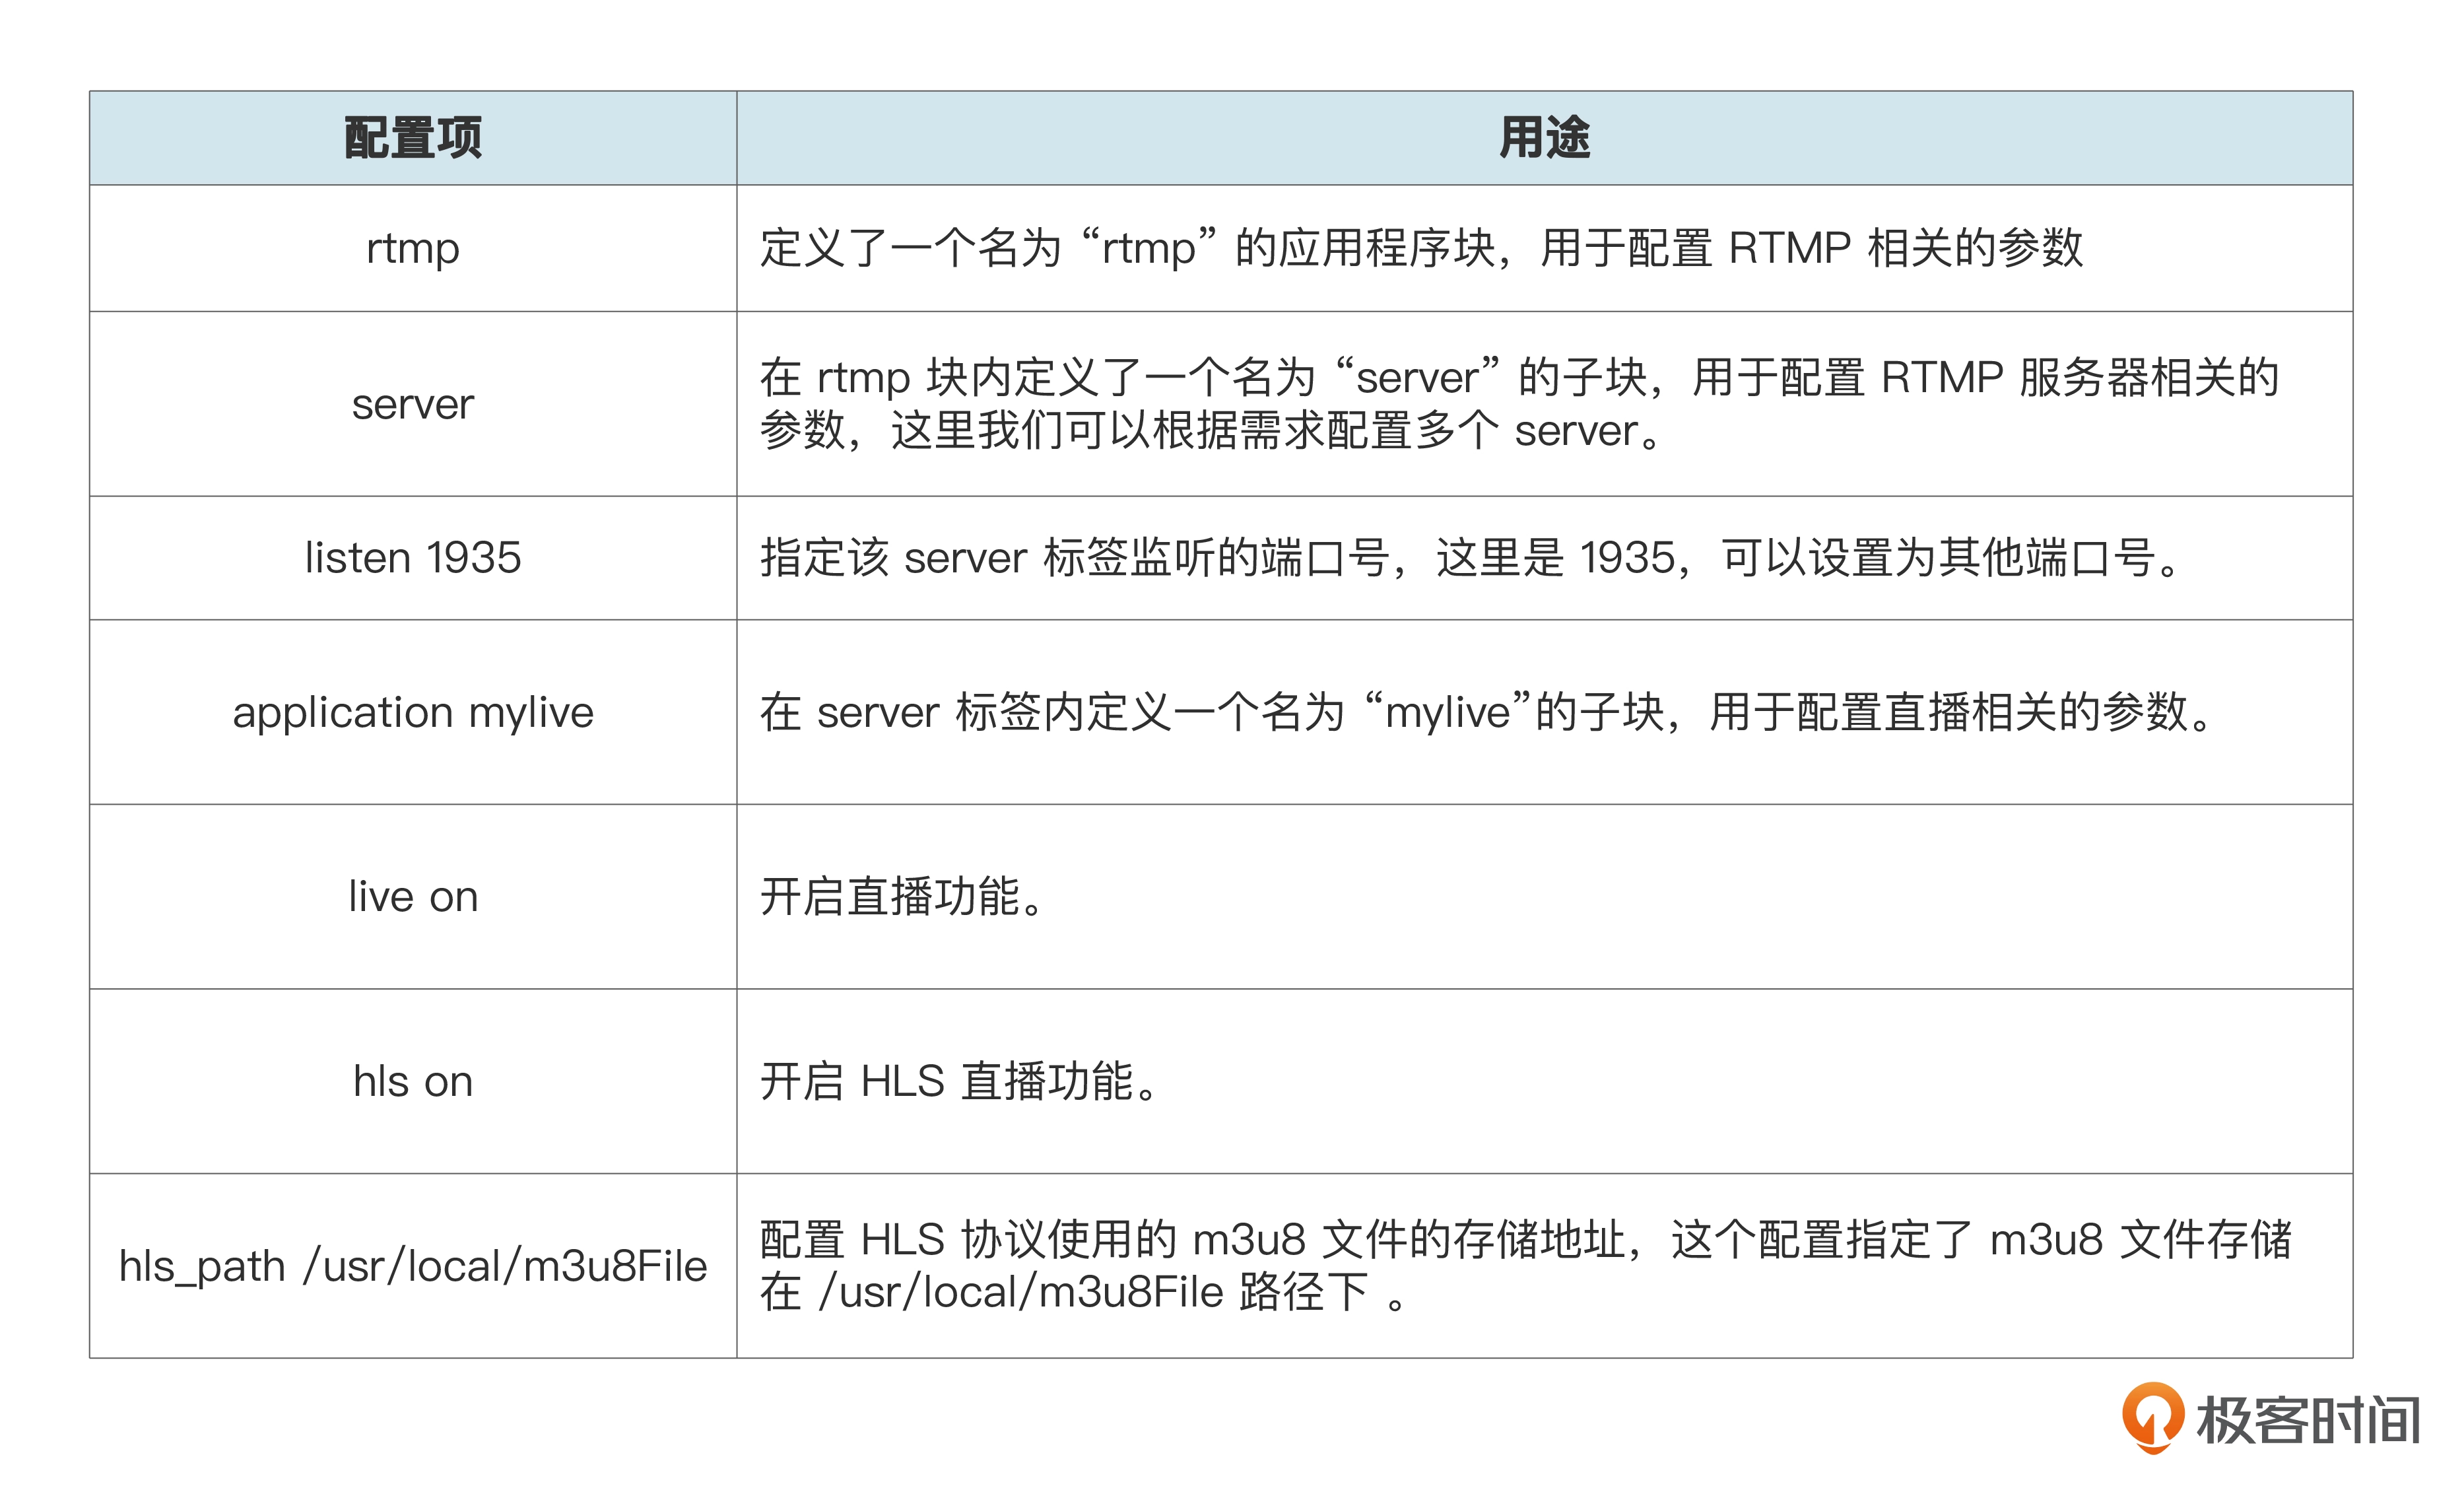 配置项
用途
rtmp
定义了一个名为 “rtmp” 的应用程序块，用于配置 RTMP 相关的参数
server
在 rtmp 块内定义了一个名为 “server” 的子块，用于配置 RTMP 服务器相关的
参数，这里我们可以根据需求配置多个 server。
listen 1935
指定该 server 标签监听的端口号，这里是 1935，可以设置为其他端口号。
application mylive
在 server 标签内定义一个名为 “mylive”的子块，用于配置直播相关的参数。
live on
开启直播功能。
hls on
开启 HLS 直播功能。
hls_path /usr/local/m3u8File
配置 HLS 协议使用的 m3u8 文件的存储地址，这个配置指定了 m3u8 文件存储
在 /usr/local/m3u8File 路径下 。
极客时间